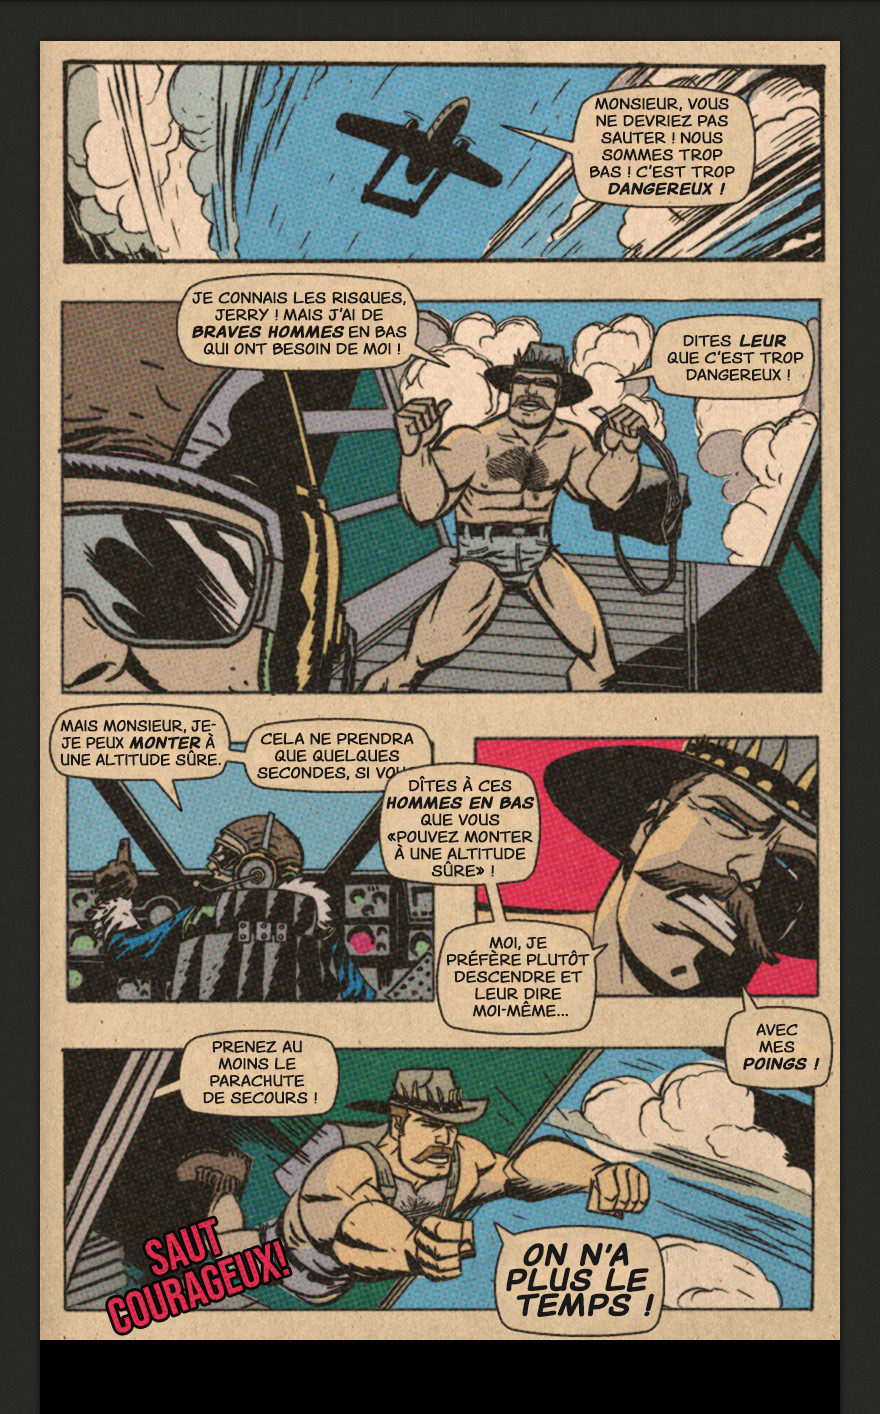 MONSIEUR, VOUS
NE DEVRIEZ PAS
SAUTER ! NOUS
SOMMES TROP
BAS ! C'EST TROP
DANGEREUX !
JE CONNAIS LES RISQUES,
JERRY ! MAIS J'AI DE
BRAVES HOMMES EN BAS
QUI ONT BESOIN DE MOI !
DITES LEUR
QUE C'EST TROP
DANGEREUX !
MAIS MONSIEUR, JE-
JE PEUX MONTER À
UNE ALTITUDE SÛRE.
CELA NE PRENDRA
QUE QUELQUES
SECONDES, SI
DÎTES À CES
HOMMES EN BAS
QUE VOUS
«POUVEZ MONTER
À UNE ALTITUDE
SÛRE» !
MOI, JE
PRÉFÈRE PLUTÔT
DESCENDRE ET
LEUR DIRE
MOI-MÊME...
AVEC
MES
POINGS !
PRENEZ AU
MOINS LE
PARACHUTE
DE SECOURS !
ON N'A
PLUS LE
TEMPS !
SAUT
COURAGEUX!